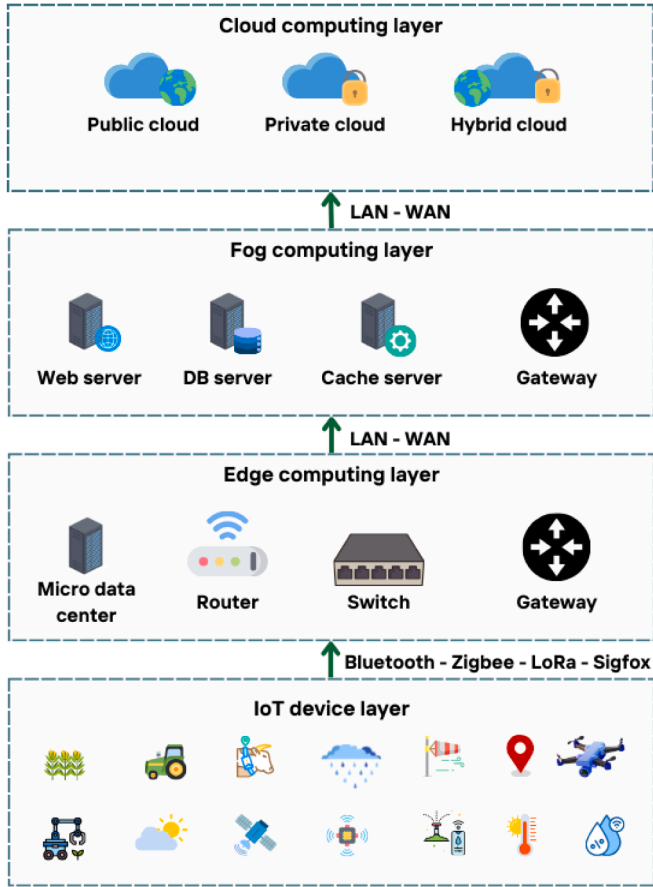 Cloud computing layer
Public cloud
Private cloud
Hybrid cloud
LAN - WAN
Fog computing layer
Web server
DB server
Cache server
Gateway
LAN - WAN
Edge computing layer
Micro data
center
Router
Switch
Gateway
Bluetooth - Zigbee - LoRa - Sigfox
IoT device layer
%